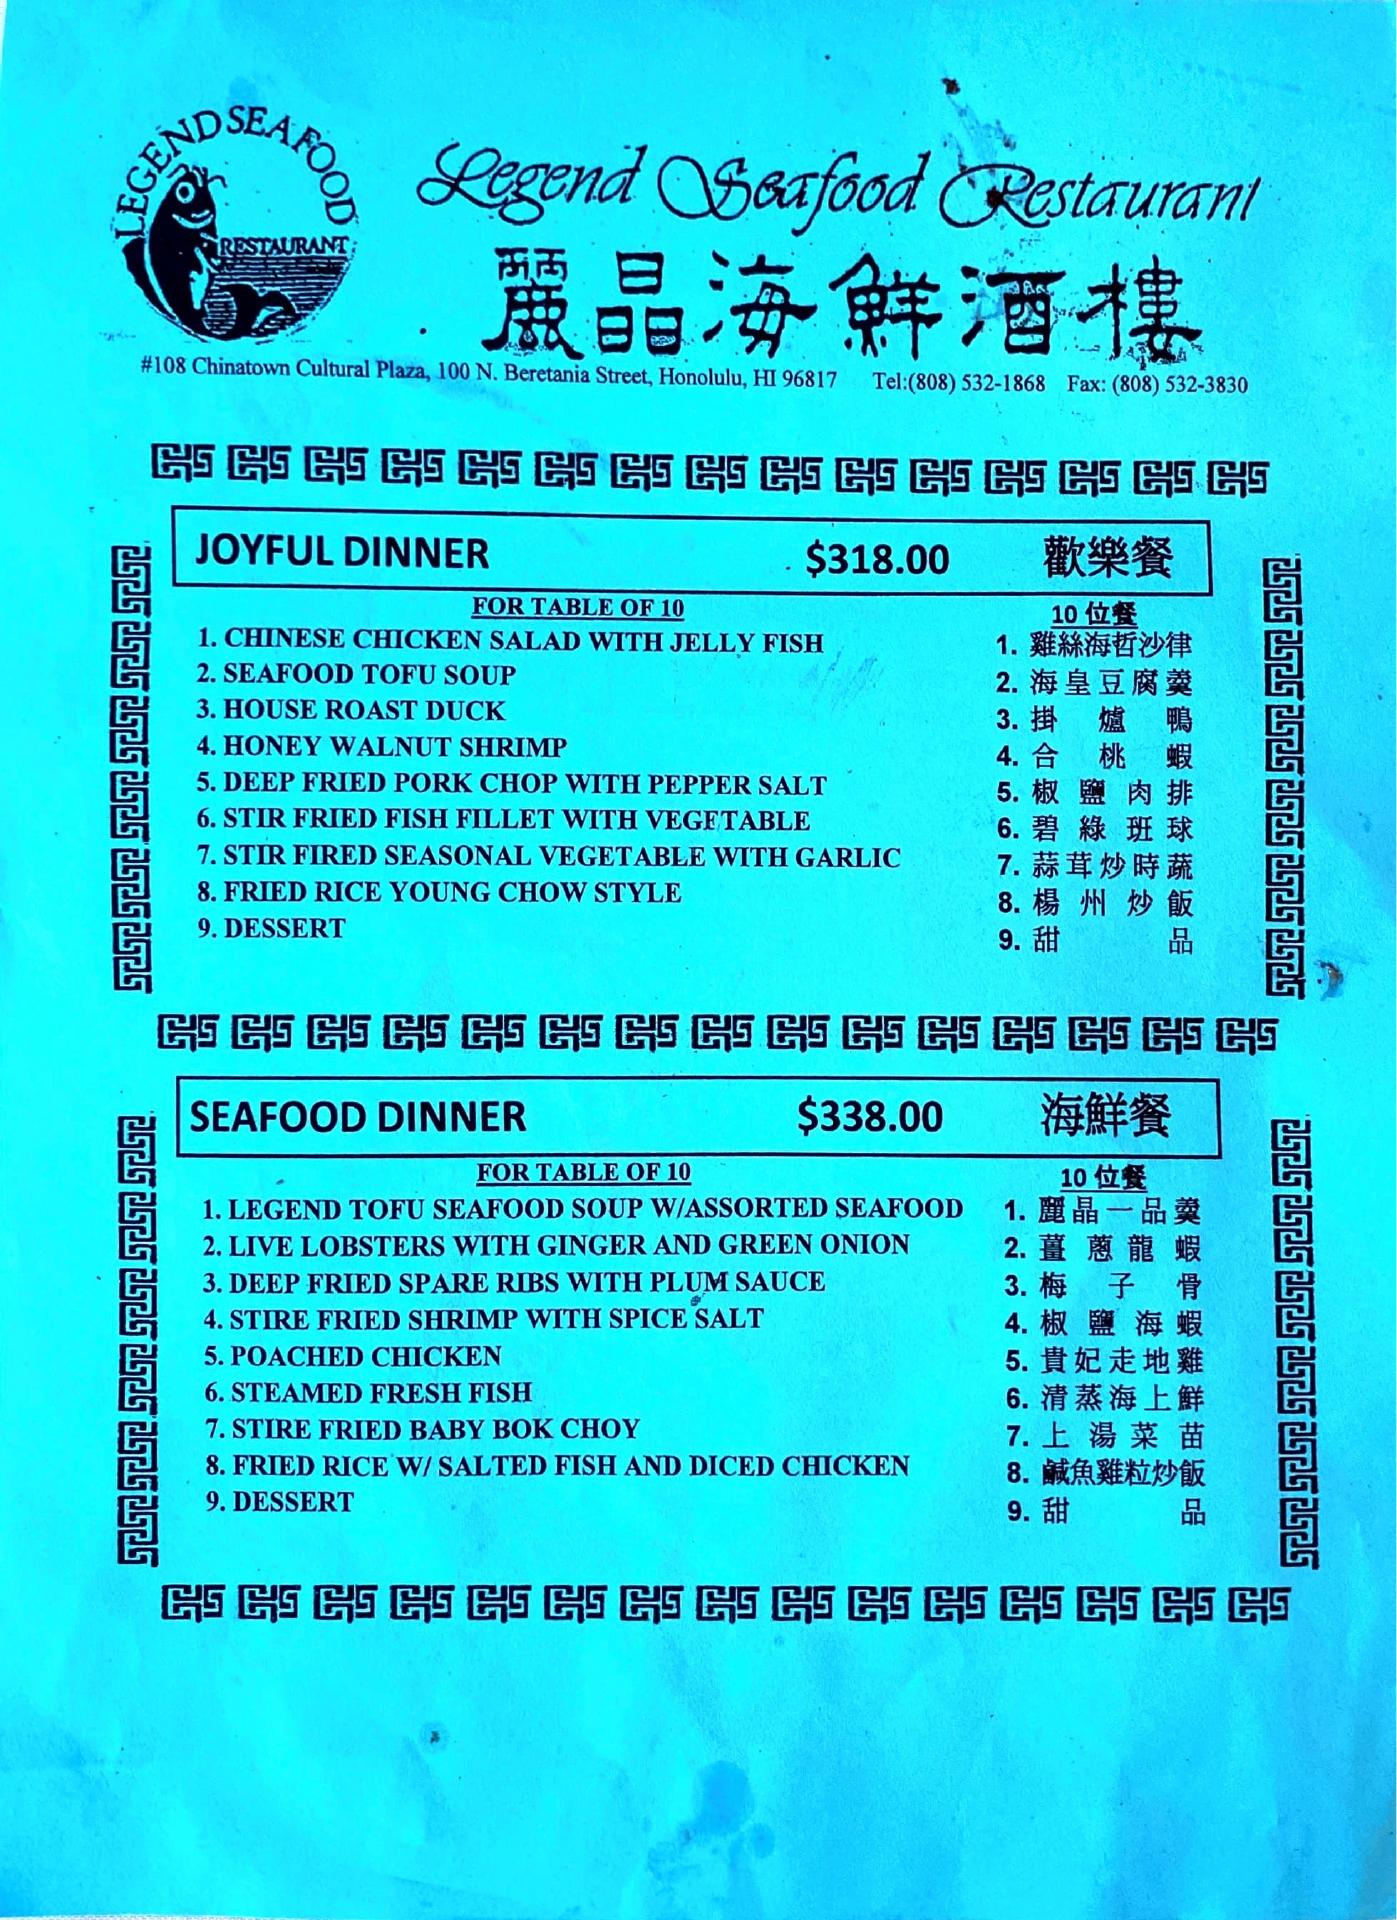 LEGEND SEAFOOD
RESTAURANT
Legend Seafood Restaurant
麗晶海鮮酒樓
#108 Chinatown Cultural Plaza, 100 N. Beretania Street, Honolulu, HI 96817 Tel:(808) 532-1868 Fax: (808) 532-3830
JOYFUL DINNER $318.00 歡樂餐
FOR TABLE OF 10 10 位餐
1. CHINESE CHICKEN SALAD WITH JELLY FISH 1. 雞絲海哲沙律
2. SEAFOOD TOFU SOUP 2. 海皇豆腐羹
3. HOUSE ROAST DUCK 3. 掛爐鴨
4. HONEY WALNUT SHRIMP 4. 合桃蝦
5. DEEP FRIED PORK CHOP WITH PEPPER SALT 5. 椒鹽肉排
6. STIR FRIED FISH FILLET WITH VEGETABLE 6. 碧綠班球
7. STIR FIRED SEASONAL VEGETABLE WITH GARLIC 7. 蒜茸炒時蔬
8. FRIED RICE YOUNG CHOW STYLE 8. 楊州炒飯
9. DESSERT 9. 甜品
SEAFOOD DINNER $338.00 海鮮餐
FOR TABLE OF 10 10 位餐
1. LEGEND TOFU SEAFOOD SOUP W/ASSORTED SEAFOOD 1. 麗晶一品羹
2. LIVE LOBSTERS WITH GINGER AND GREEN ONION 2. 薑蔥龍蝦
3. DEEP FRIED SPARE RIBS WITH PLUM SAUCE 3. 梅子骨
4. STIRE FRIED SHRIMP WITH SPICE SALT 4. 椒鹽海蝦
5. POACHED CHICKEN 5. 貴妃走地雞
6. STEAMED FRESH FISH 6. 清蒸海上鮮
7. STIRE FRIED BABY BOK CHOY 7. 上湯菜苗
8. FRIED RICE W/ SALTED FISH AND DICED CHICKEN 8. 鹹魚雞粒炒飯
9. DESSERT 9. 甜品